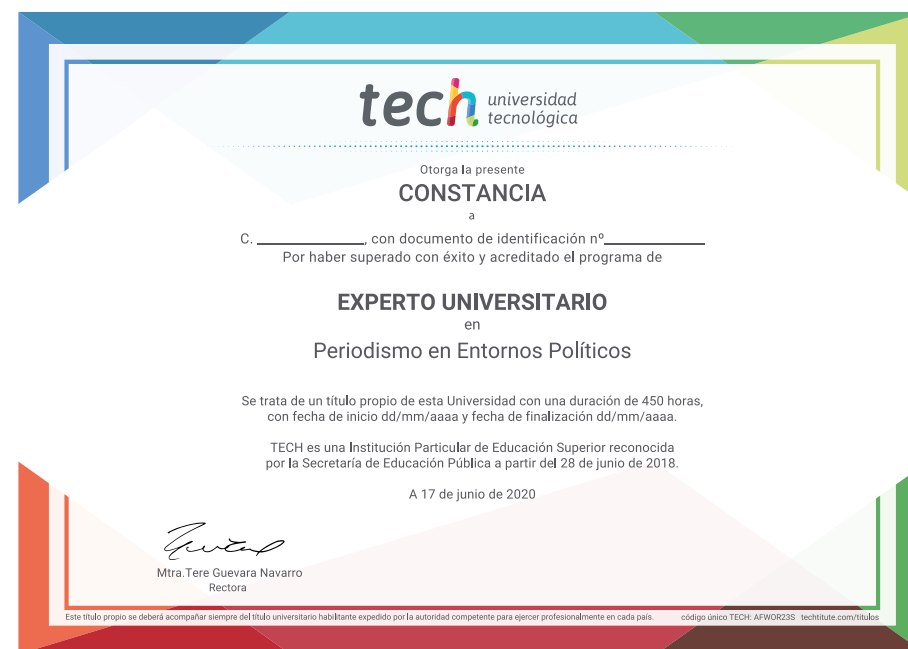 tech universidad
tecnológica
Otorga la presente
CONSTANCIA
a
C. ____________, con documento de identificación nº____________
Por haber superado con éxito y acreditado el programa de
EXPERTO UNIVERSITARIO
en
Periodismo en Entornos Políticos
Se trata de un título propio de esta Universidad con una duración de 450 horas,
con fecha de inicio dd/mm/aaaa y fecha de finalización dd/mm/aaaa.
TECH es una Institución Particular de Educación Superior reconocida
por la Secretaría de Educación Pública a partir del 28 de junio de 2018.
A 17 de junio de 2020
Mtra.Tere Guevara Navarro
Rectora
Este título propio se deberá acompañar siempre del título universitario habilitante expedido por la autoridad competente para ejercer profesionalmente en cada país. código único TECH: AFWOR23S techtitute.com/titulos